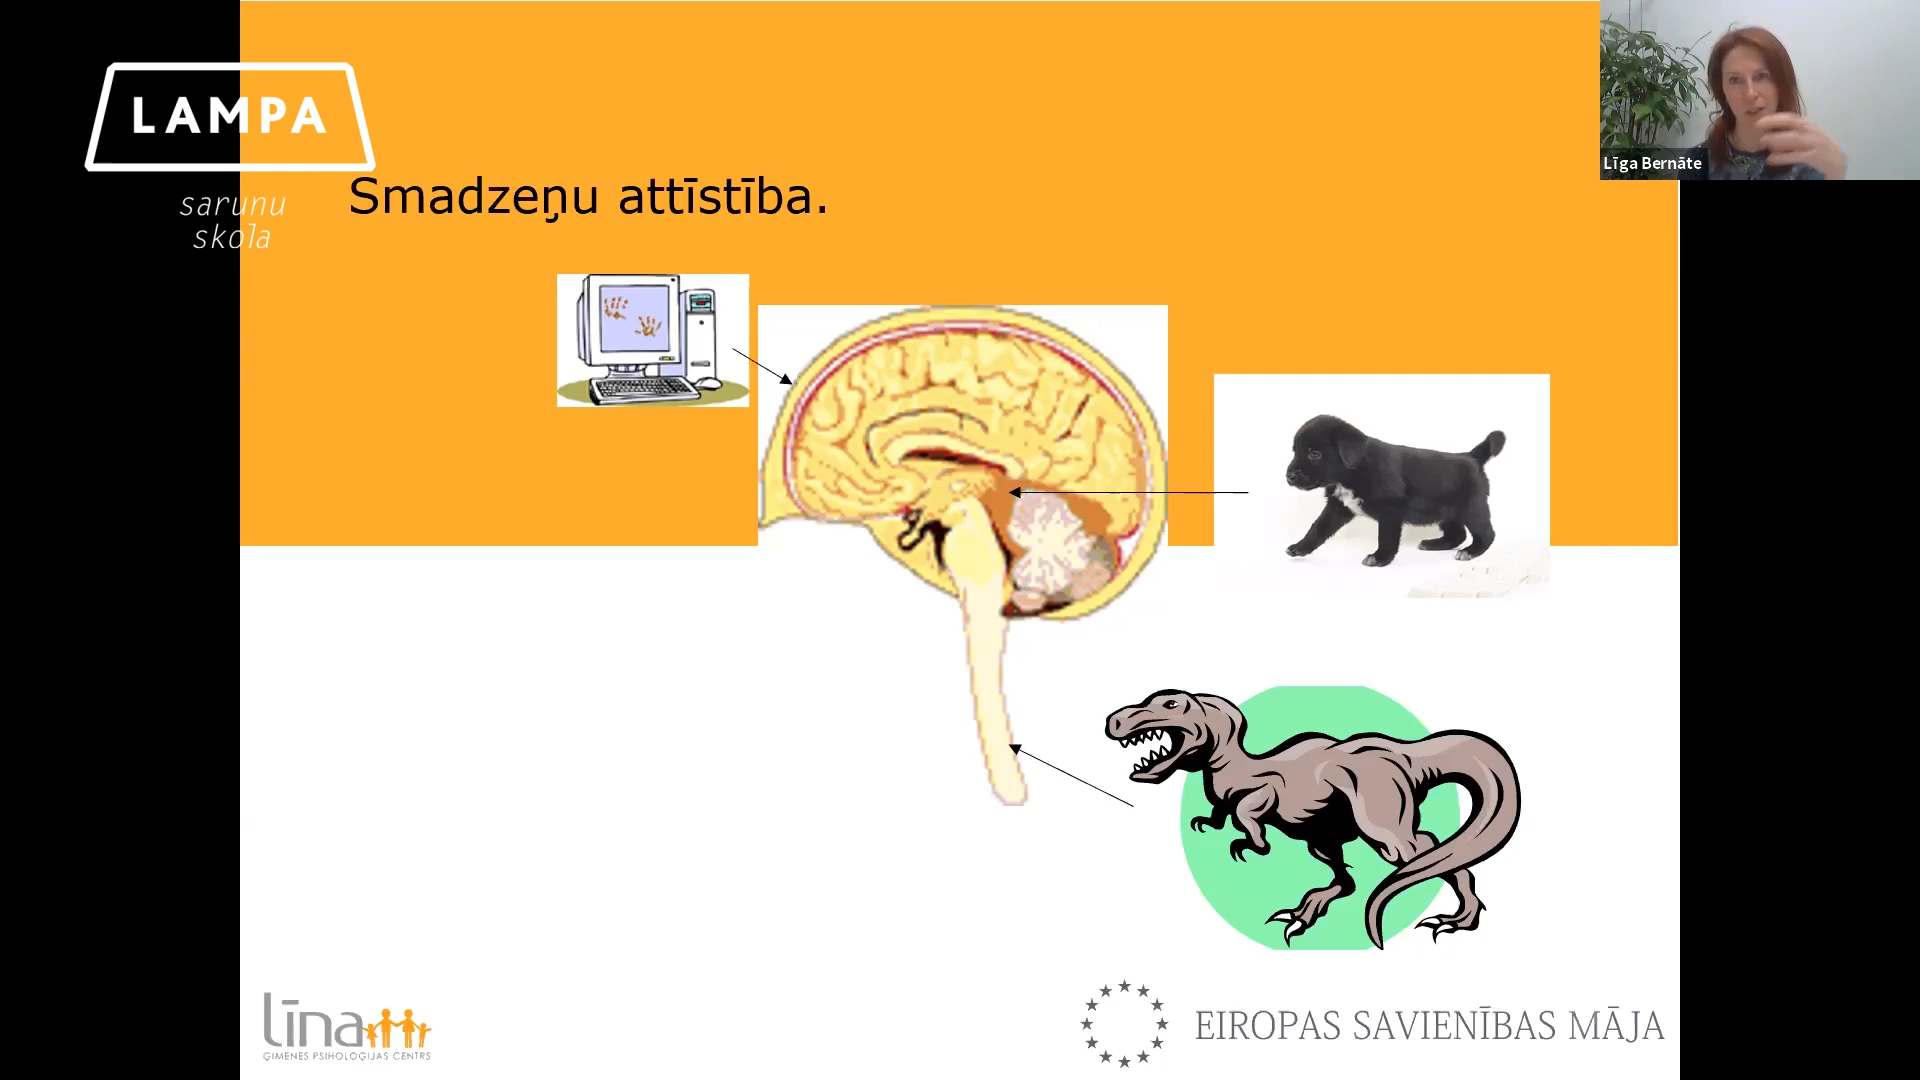 LAMPA
sarunu
skola
Smadzeņu attīstība.
Līga Bernāte
līna
ĢIMENES PSIHOLOĢIJAS CENTRS
EIROPAS SAVIENĪBAS MĀJA